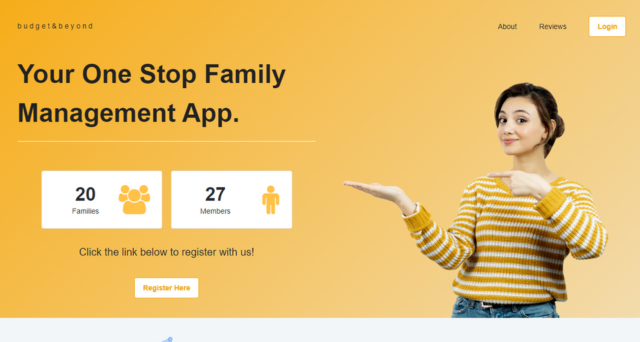 budget&beyond
About
Reviews
Login
Your One Stop Family
Management App.
20
Families
27
Members
Click the link below to register with us!
Register Here